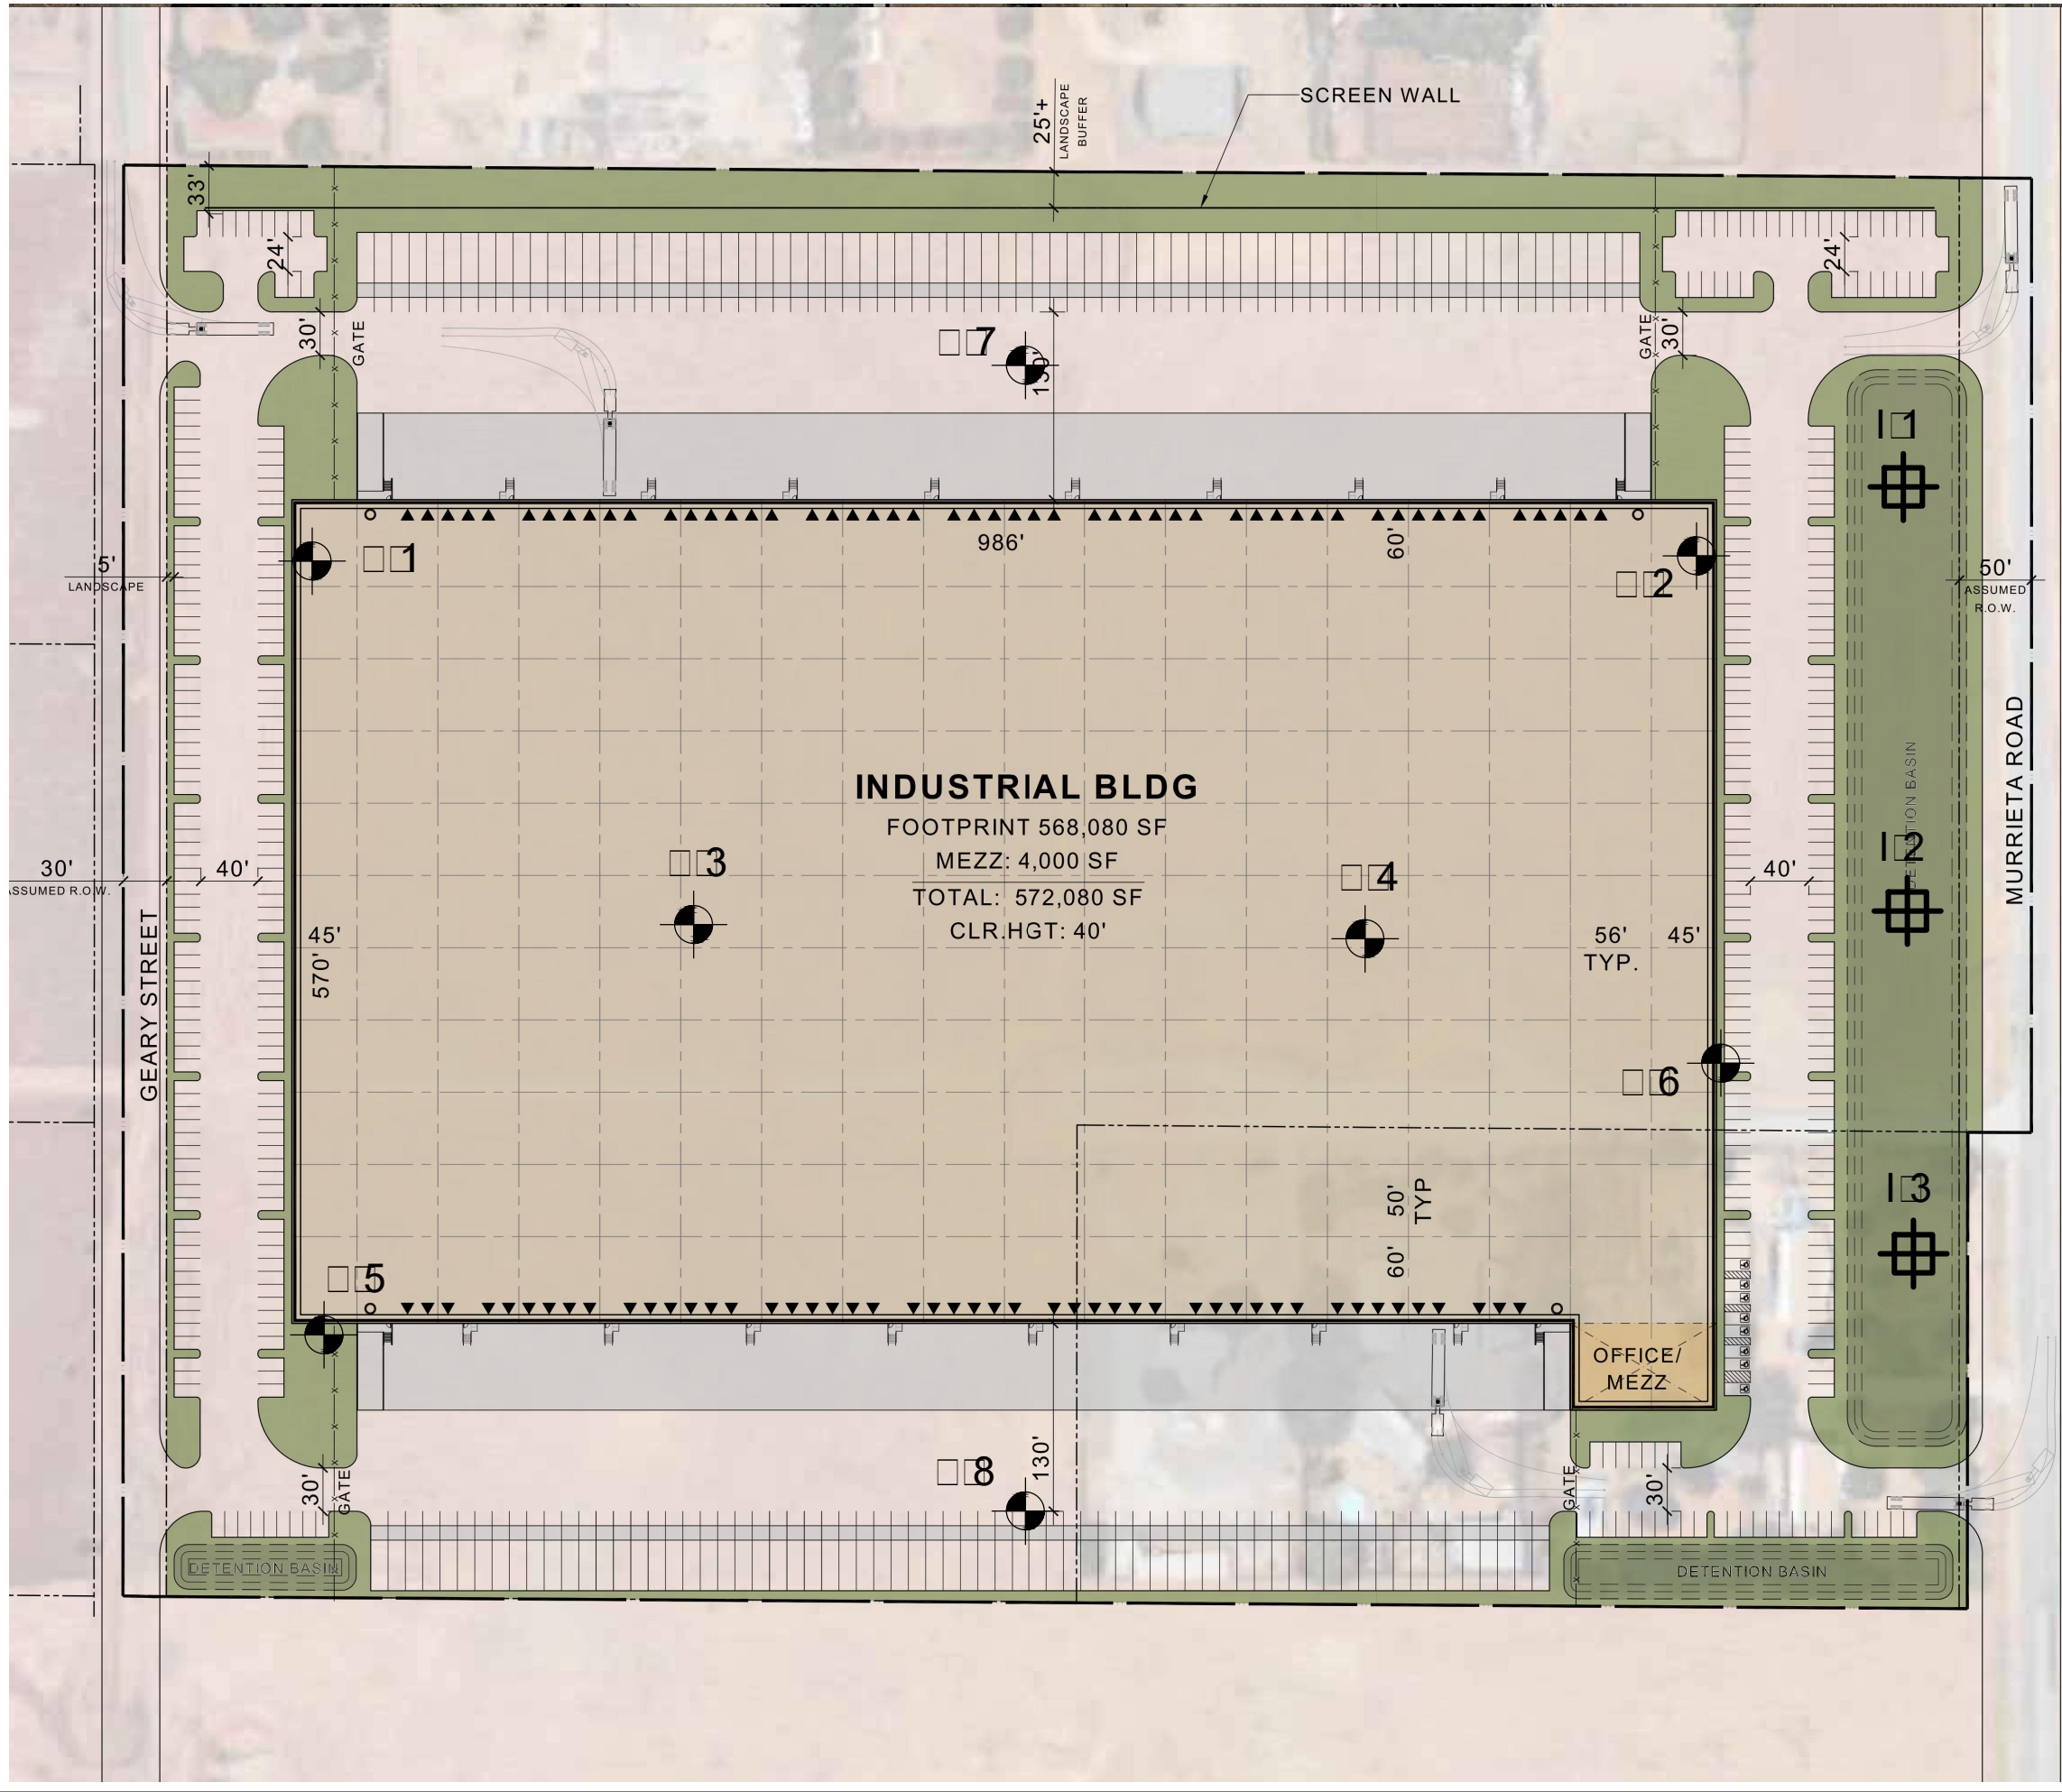 SCREEN WALL
25'+
LANDSCAPE
BUFFER
33'
24'
24'
30'
GATE
□□7
130'
GATE
30'
I□1
□□1
986'
60'
□□2
5'
LANDSCAPE
50'
ASSUMED
R.O.W.
INDUSTRIAL BLDG
FOOTPRINT 568,080 SF
MEZZ: 4,000 SF
TOTAL: 572,080 SF
CLR.HGT: 40'
DETENTION BASIN
MURRIETA ROAD
I□2
□□3
□□4
30'
ASSUMED R.O.W.
40'
40'
GEARY STREET
45'
570'
56'
TYP.
45'
□□6
I□3
50'
TYP
60'
□□5
OFFICE/
MEZZ
□□8
130'
30'
GATE
GATE
30'
DETENTION BASIN
DETENTION BASIN